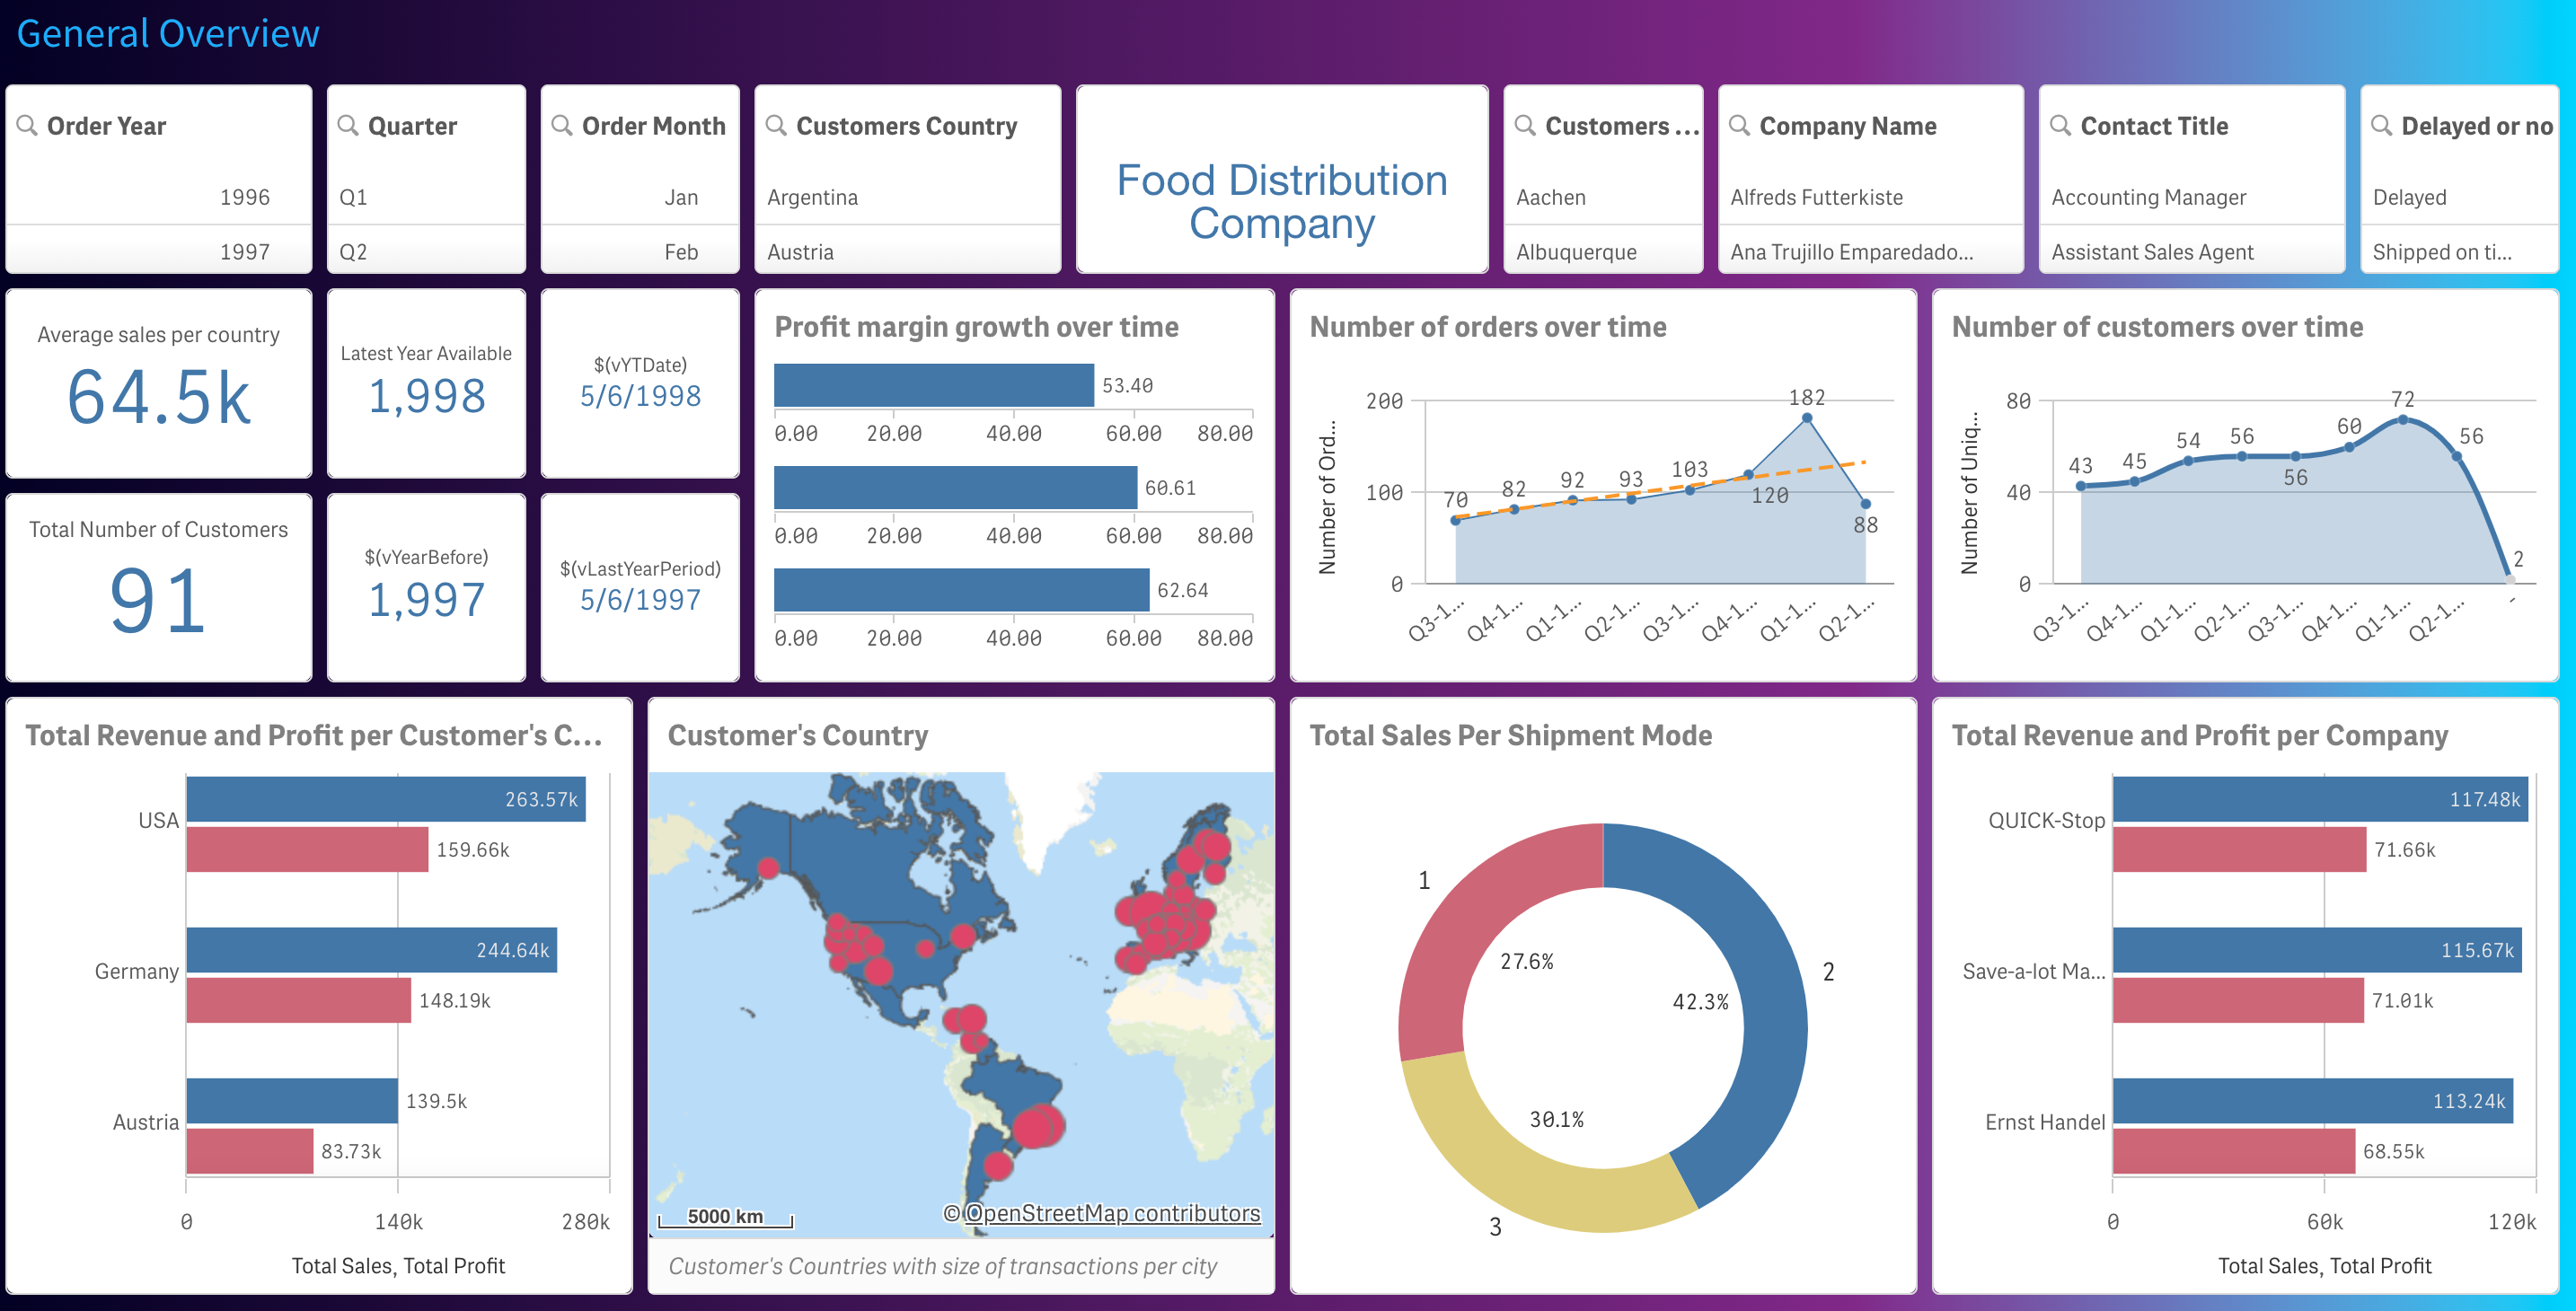 General Overview
Order Year
1996
1997
Quarter
Q1
Q2
Order Month
Jan
Feb
Customers Country
Argentina
Austria
Food Distribution
Company
Customers ...
Aachen
Albuquerque
Company Name
Alfreds Futterkiste
Ana Trujillo Emparedado...
Contact Title
Accounting Manager
Assistant Sales Agent
Delayed or no
Delayed
Shipped on ti...
Average sales per country
64.5k
Latest Year Available
1,998
$(vYTDate)
5/6/1998
Total Number of Customers
91
$(vYearBefore)
1,997
$(vLastYearPeriod)
5/6/1997
Profit margin growth over time
53.40
0.00 20.00 40.00 60.00 80.00
60.61
0.00 20.00 40.00 60.00 80.00
62.64
0.00 20.00 40.00 60.00 80.00
Number of orders over time
Number of Ord...
200
100
0
70 82 92 93 103 120 182 88
Q3-1... Q4-1... Q1-1... Q2-1... Q3-1... Q4-1... Q1-1... Q2-1...
Number of customers over time
Number of Uniq...
80
40
0
43 45 54 56 56 60 72 56 2
Q3-1... Q4-1... Q1-1... Q2-1... Q3-1... Q4-1... Q1-1... Q2-1... -
Total Revenue and Profit per Customer's C...
USA
263.57k
159.66k
Germany
244.64k
148.19k
Austria
139.5k
83.73k
0 140k 280k
Total Sales, Total Profit
Customer's Country
5000 km
© OpenStreetMap contributors
Customer's Countries with size of transactions per city
Total Sales Per Shipment Mode
1
27.6%
2
42.3%
3
30.1%
Total Revenue and Profit per Company
QUICK-Stop
117.48k
71.66k
Save-a-lot Ma...
115.67k
71.01k
Ernst Handel
113.24k
68.55k
0 60k 120k
Total Sales, Total Profit